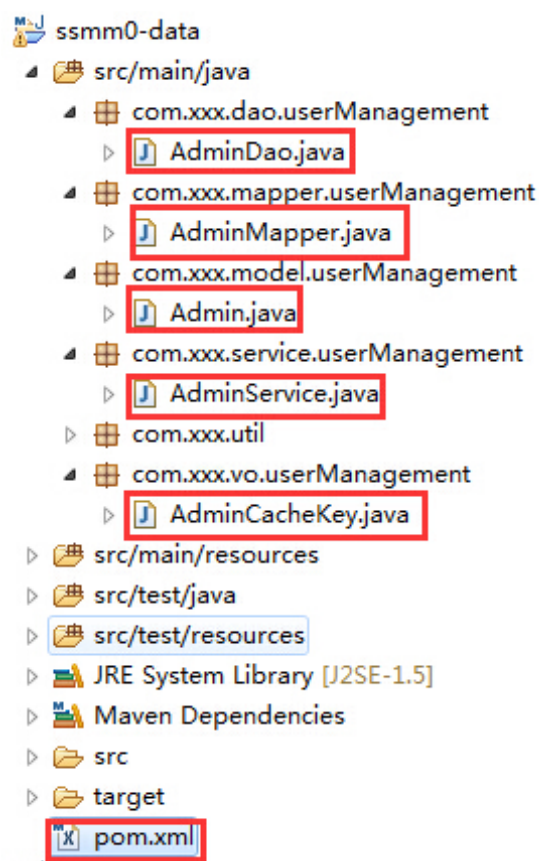 ssmm0-data
src/main/java
com.xxx.dao.userManagement
AdminDao.java
com.xxx.mapper.userManagement
AdminMapper.java
com.xxx.model.userManagement
Admin.java
com.xxx.service.userManagement
AdminService.java
com.xxx.util
com.xxx.vo.userManagement
AdminCacheKey.java
src/main/resources
src/test/java
src/test/resources
JRE System Library [J2SE-1.5]
Maven Dependencies
src
target
pom.xml